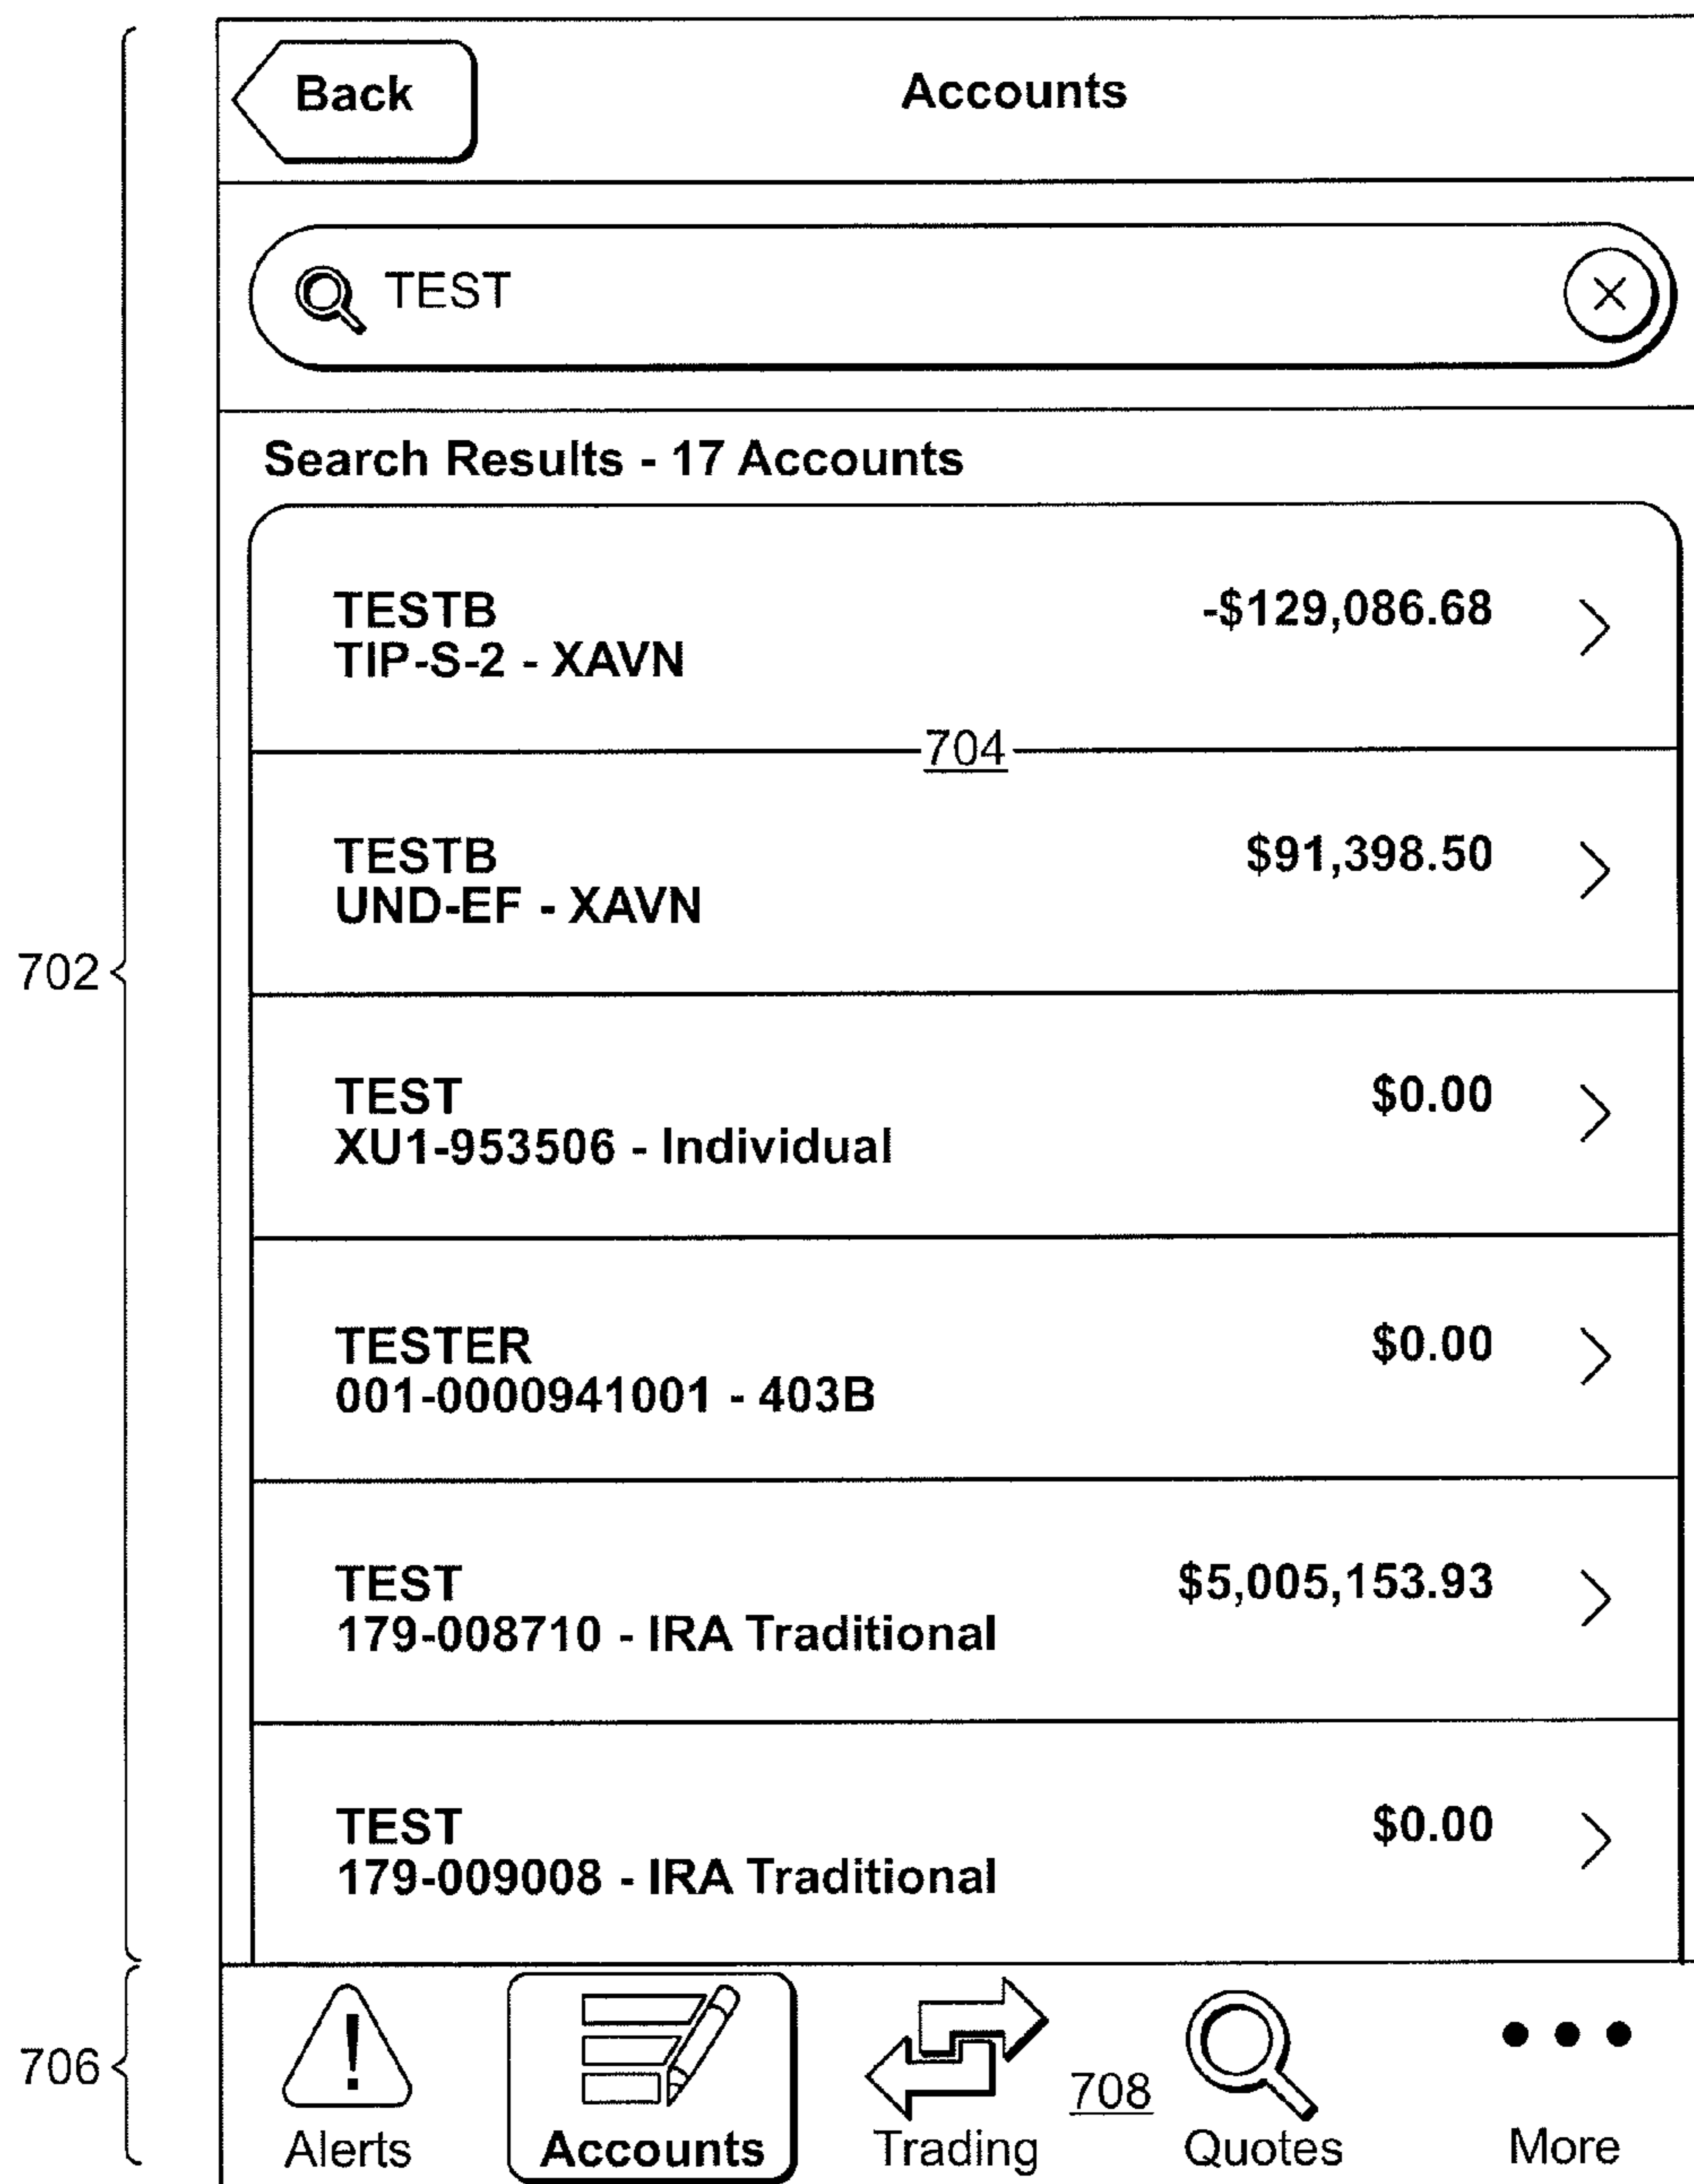 Back
Accounts
TEST
Search Results - 17 Accounts
TESTB
-$129,086.68
TIP-S-2 - XAVN
704
TESTB
$91,398.50
UND-EF - XAVN
702
TEST
$0.00
XU1-953506 - Individual
TESTER
$0.00
001-0000941001 - 403B
TEST
$5,005,153.93
179-008710 - IRA Traditional
TEST
$0.00
179-009008 - IRA Traditional
706
708
Alerts
Accounts
Trading
Quotes
More